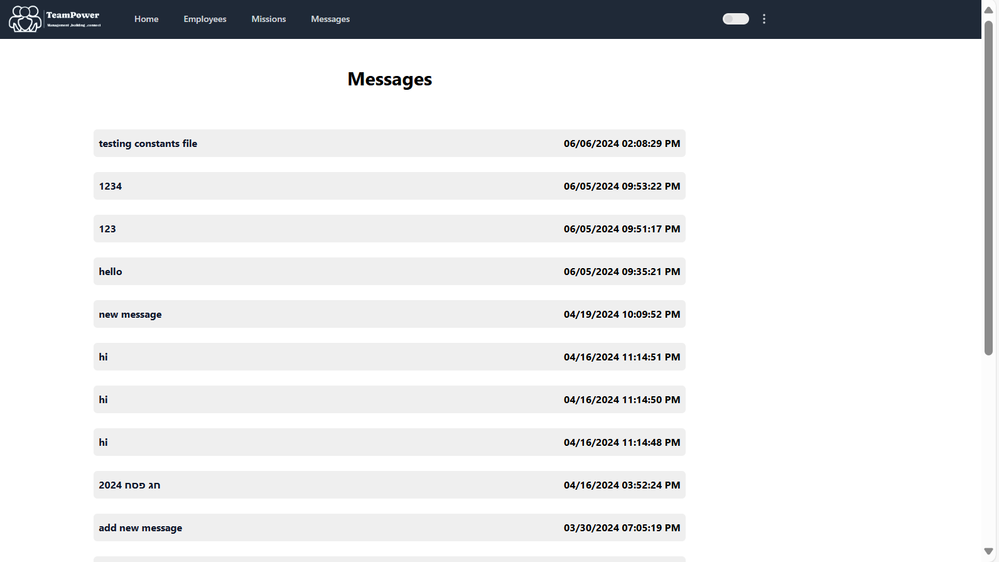 TeamPower
Management ,building ,connect
Home Employees Missions Messages
Messages
testing constants file 06/06/2024 02:08:29 PM
1234 06/05/2024 09:53:22 PM
123 06/05/2024 09:51:17 PM
hello 06/05/2024 09:35:21 PM
new message 04/19/2024 10:09:52 PM
hi 04/16/2024 11:14:51 PM
hi 04/16/2024 11:14:50 PM
hi 04/16/2024 11:14:48 PM
חג פסח 2024 04/16/2024 03:52:24 PM
add new message 03/30/2024 07:05:19 PM